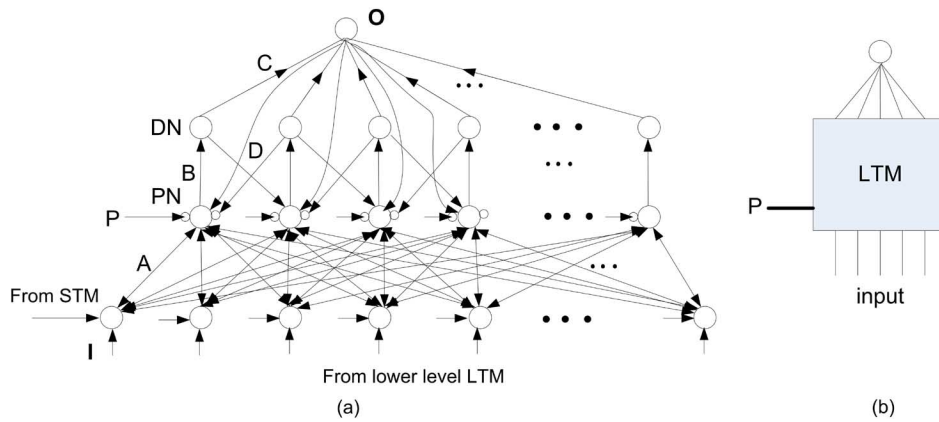 O
C
DN
D
B
LTM
PN
P
P
A
From STM
input
I
From lower level LTM
(a)
(b)